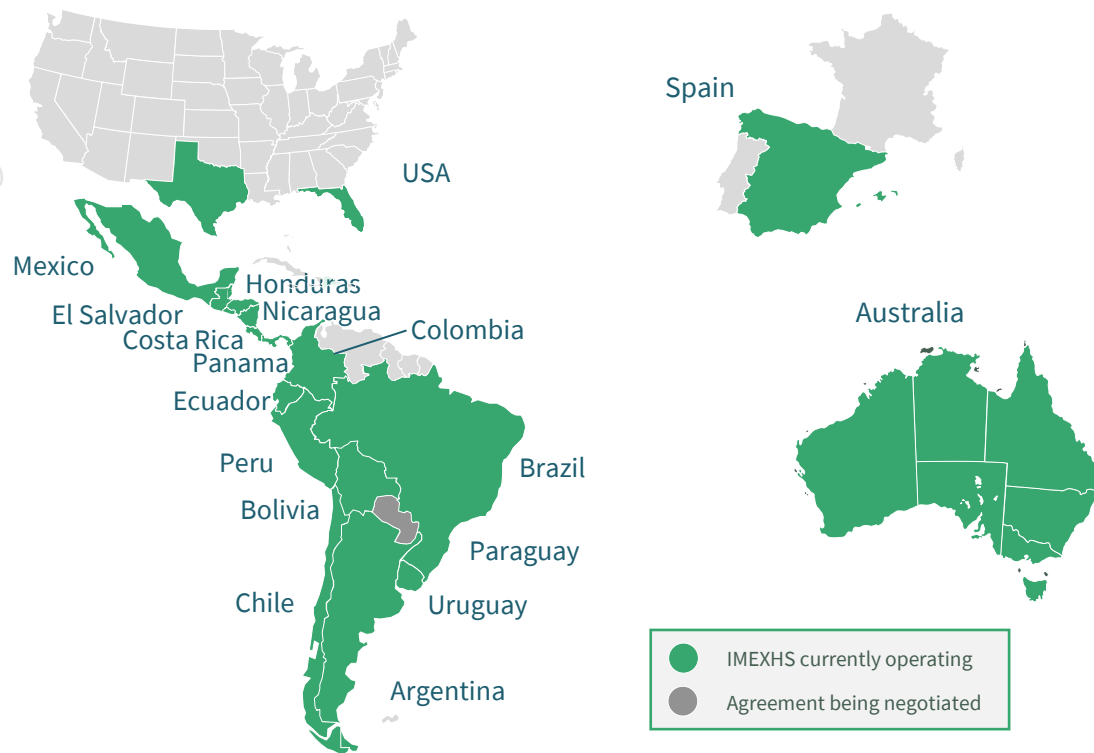 Spain
USA
Mexico
Honduras
El Salvador
Nicaragua
Australia
Costa Rica
Colombia
Panama
Ecuador
Peru
Brazil
Bolivia
Paraguay
Chile
Uruguay
IMEXHS currently operating
Argentina
Agreement being negotiated